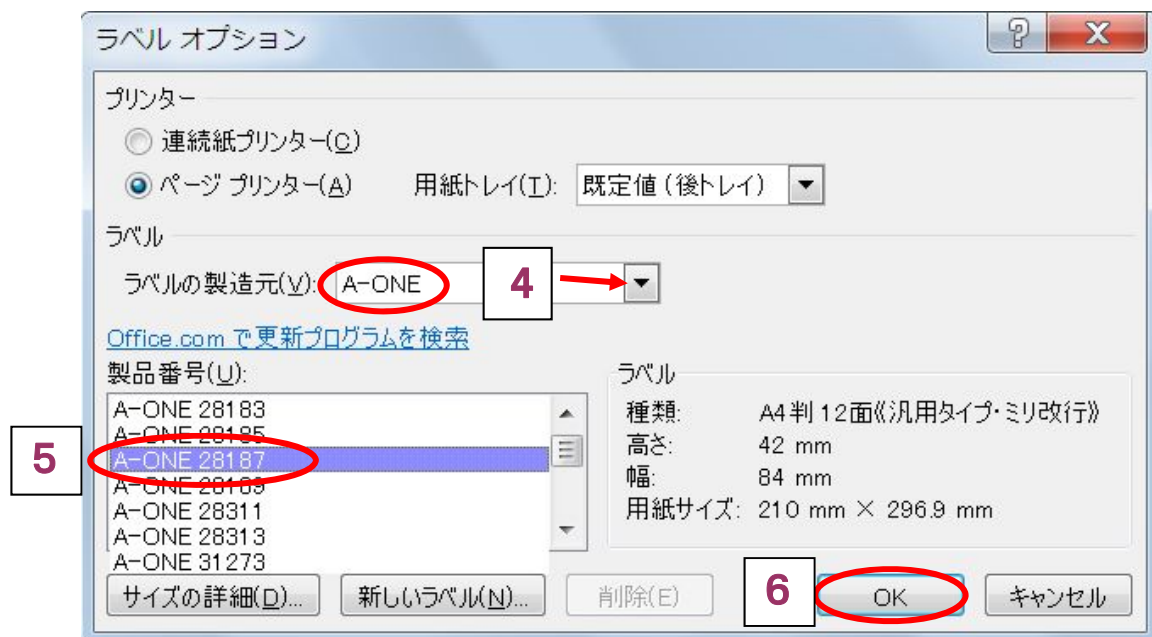 ラベル オプション
プリンター
連続紙プリンター(C)
ページ プリンター(A) 用紙トレイ(T): 既定値 (後トレイ)
ラベル
ラベルの製造元(V): A-ONE 4
Office.com で更新プログラムを検索
製品番号(U):
A-ONE 28183
A-ONE 28185
5 A-ONE 28187
A-ONE 28189
A-ONE 28311
A-ONE 28313
A-ONE 31273
ラベル
種類: A4判 12面《汎用タイプ・ミリ改行》
高さ: 42 mm
幅: 84 mm
用紙サイズ: 210 mm × 296.9 mm
サイズの詳細(D)... 新しいラベル(N)... 削除(E) 6 OK キャンセル